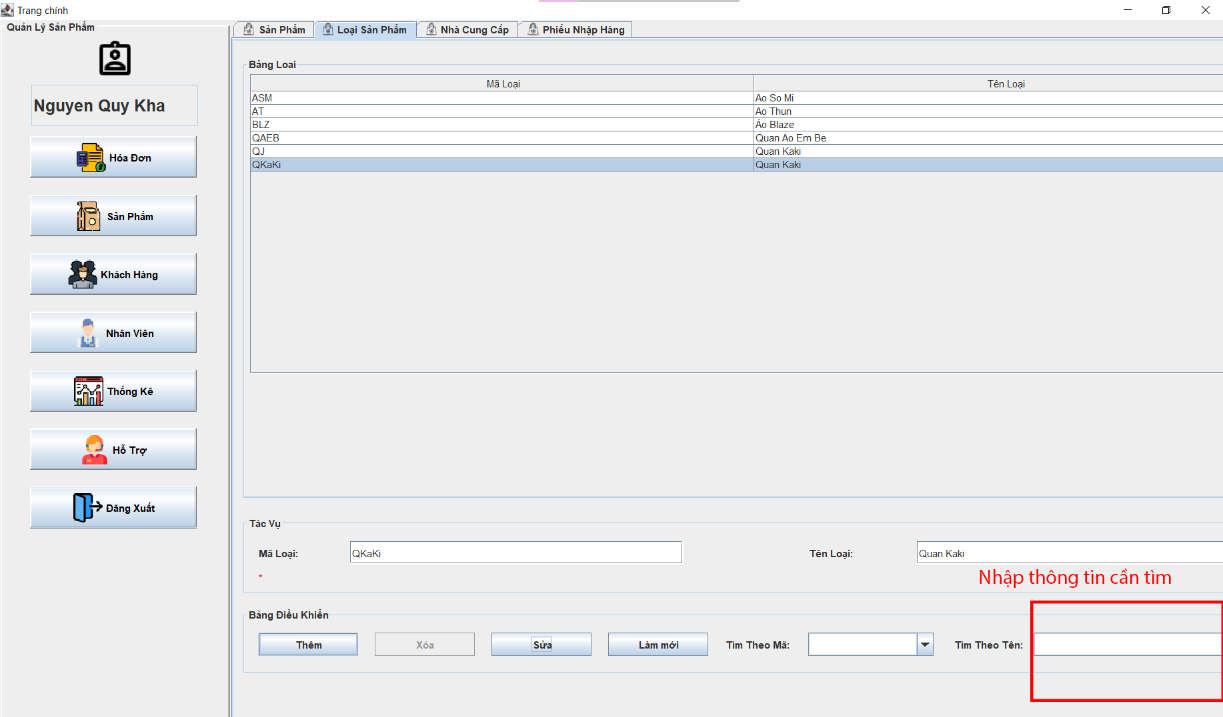 Trang chính
Quản Lý Sản Phẩm
Nguyen Quy Kha
Hóa Đơn
Sản Phẩm
Khách Hàng
Nhân Viên
Thống Kê
Hỗ Trợ
Đăng Xuất
Sản Phẩm Loại Sản Phẩm Nhà Cung Cấp Phiếu Nhập Hàng
Bảng Loai
Mã Loại Tên Loại
ASM Ao So Mi
AT Ao Thun
BLZ Áo Blaze
QAEB Quan Ao Em Be
QJ Quan Kaki
QKaKi Quan Kaki
Tác Vụ
Mã Loại: QKaKi Tên Loại: Quan Kaki
*
Nhập thông tin cần tìm
Bảng Điều Khiển
Thêm Xóa Sửa Làm mới Tìm Theo Mã: Tìm Theo Tên: